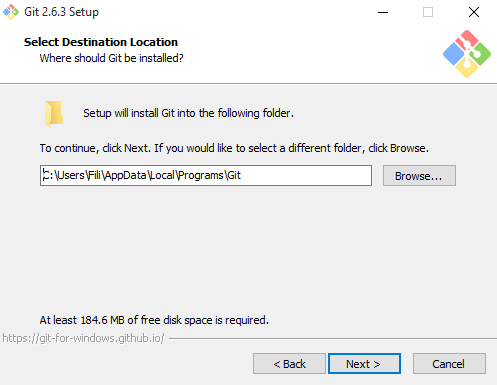 Git 2.6.3 Setup
Select Destination Location
Where should Git be installed?
Setup will install Git into the following folder.
To continue, click Next. If you would like to select a different folder, click Browse.
C:\Users\Fili\AppData\Local\Programs\Git
Browse...
At least 184.6 MB of free disk space is required.
https://git-for-windows.github.io/
< Back
Next >
Cancel